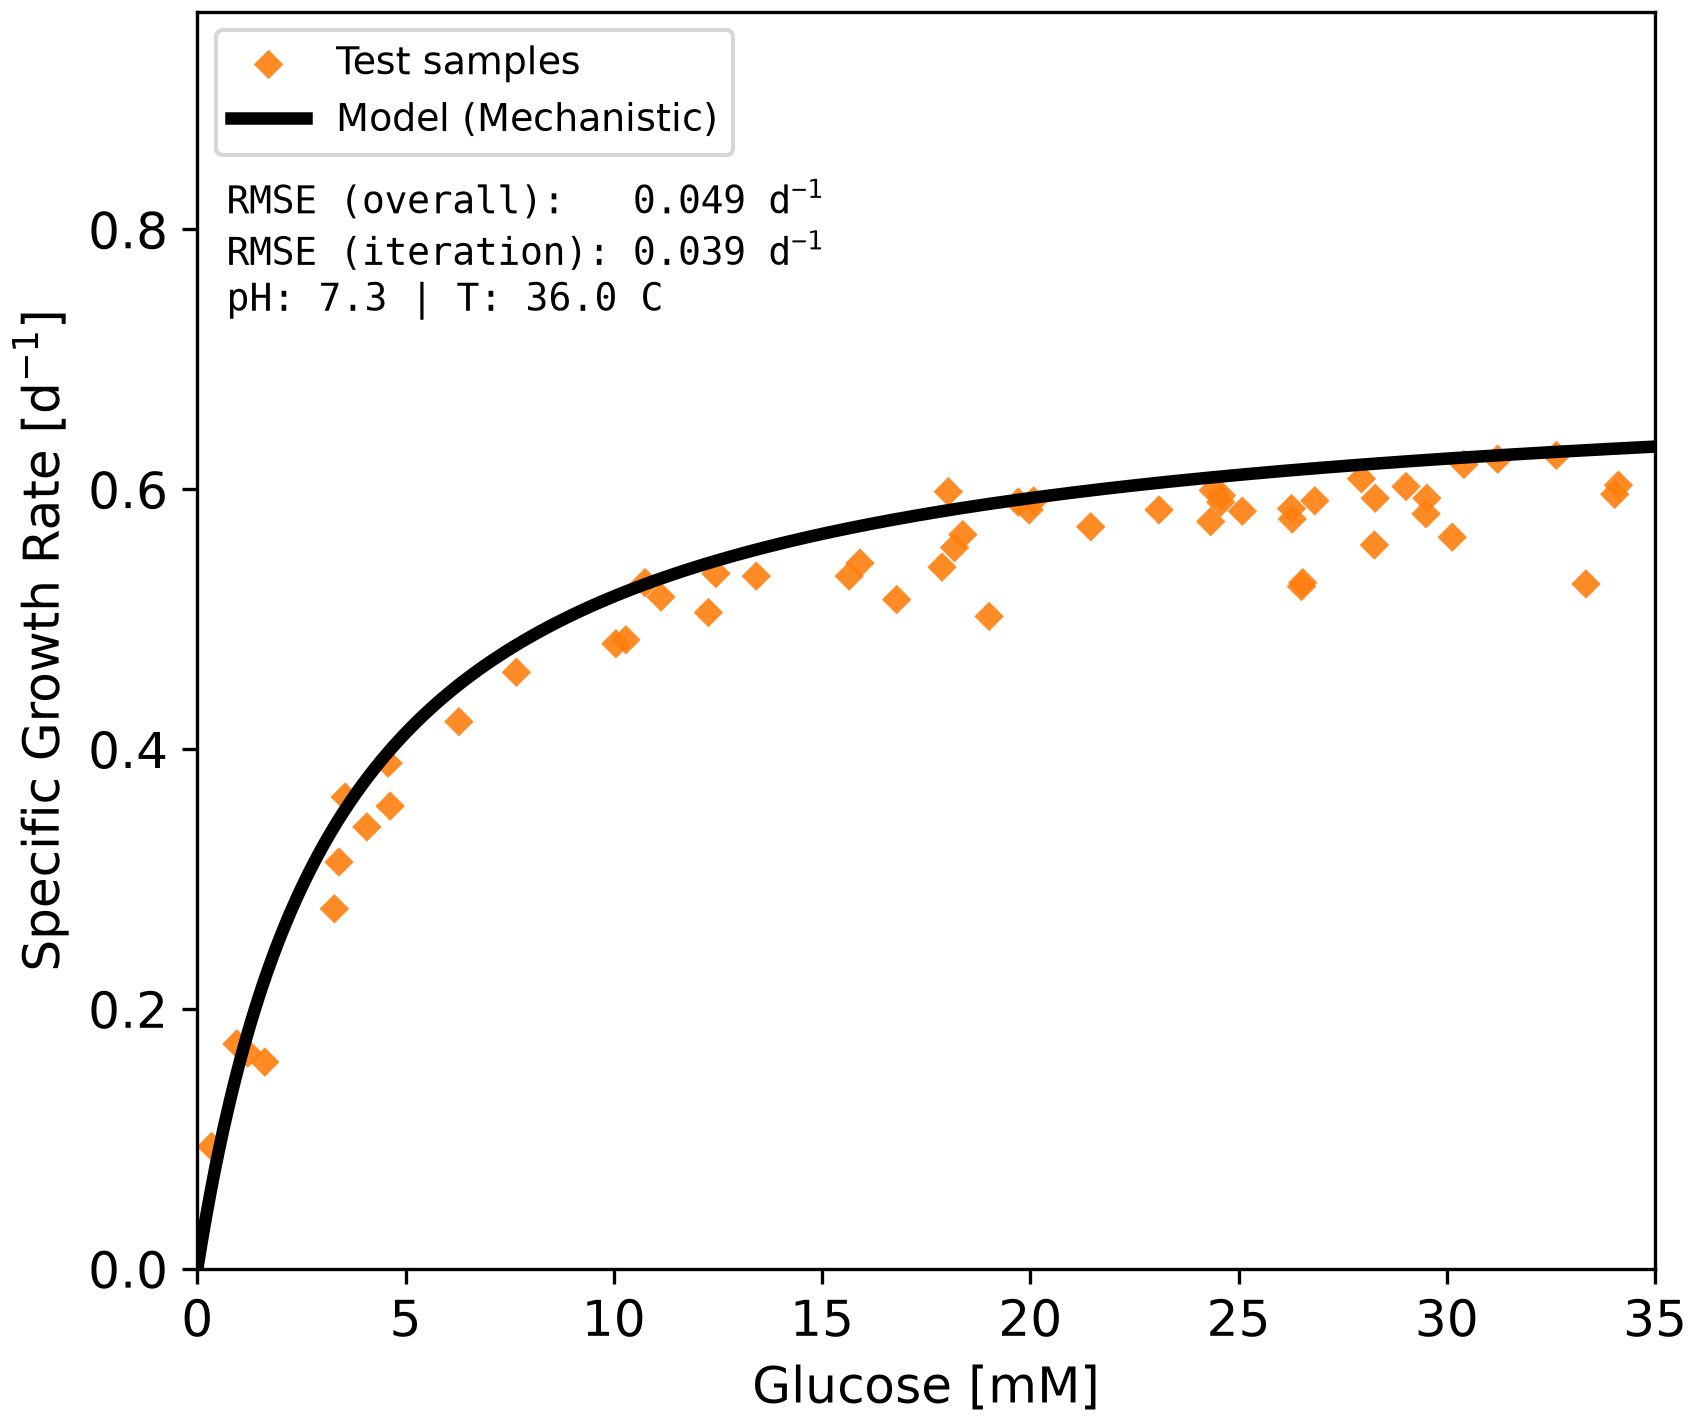 Test samples
Model (Mechanistic)
RMSE (overall):   0.049 d⁻¹
RMSE (iteration): 0.039 d⁻¹
pH: 7.3 | T: 36.0 C
Specific Growth Rate [d⁻¹]
0.8
0.6
0.4
0.2
0.0
0 5 10 15 20 25 30 35
Glucose [mM]